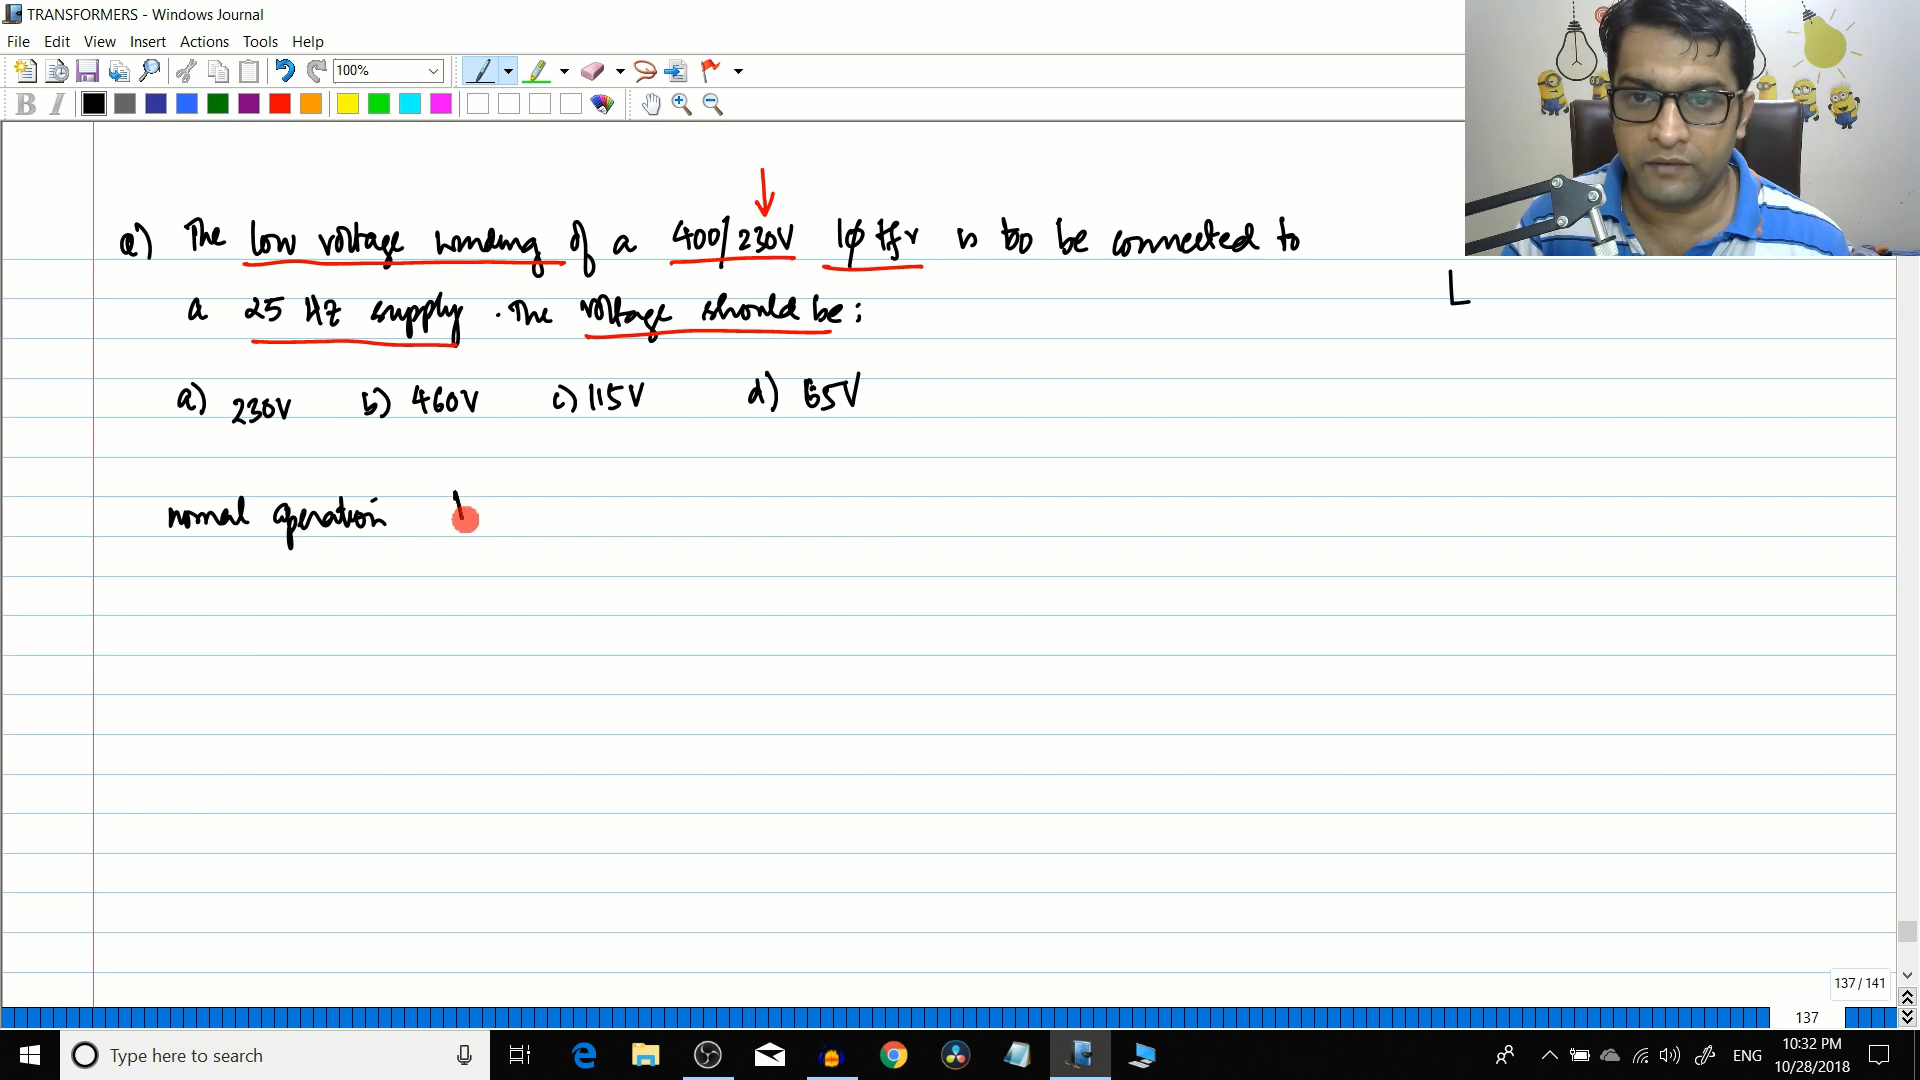 TRANSFORMERS - Windows Journal
File Edit View Insert Actions Tools Help
100%
B I
Q) The low voltage winding of a 400/230V 1φ tfr is to be connected to
a 25 Hz supply. The voltage should be:
a) 230V b) 460V c) 115V d) 65V
normal operation
L
137 / 141
137
Type here to search
ENG
10:32 PM
10/28/2018